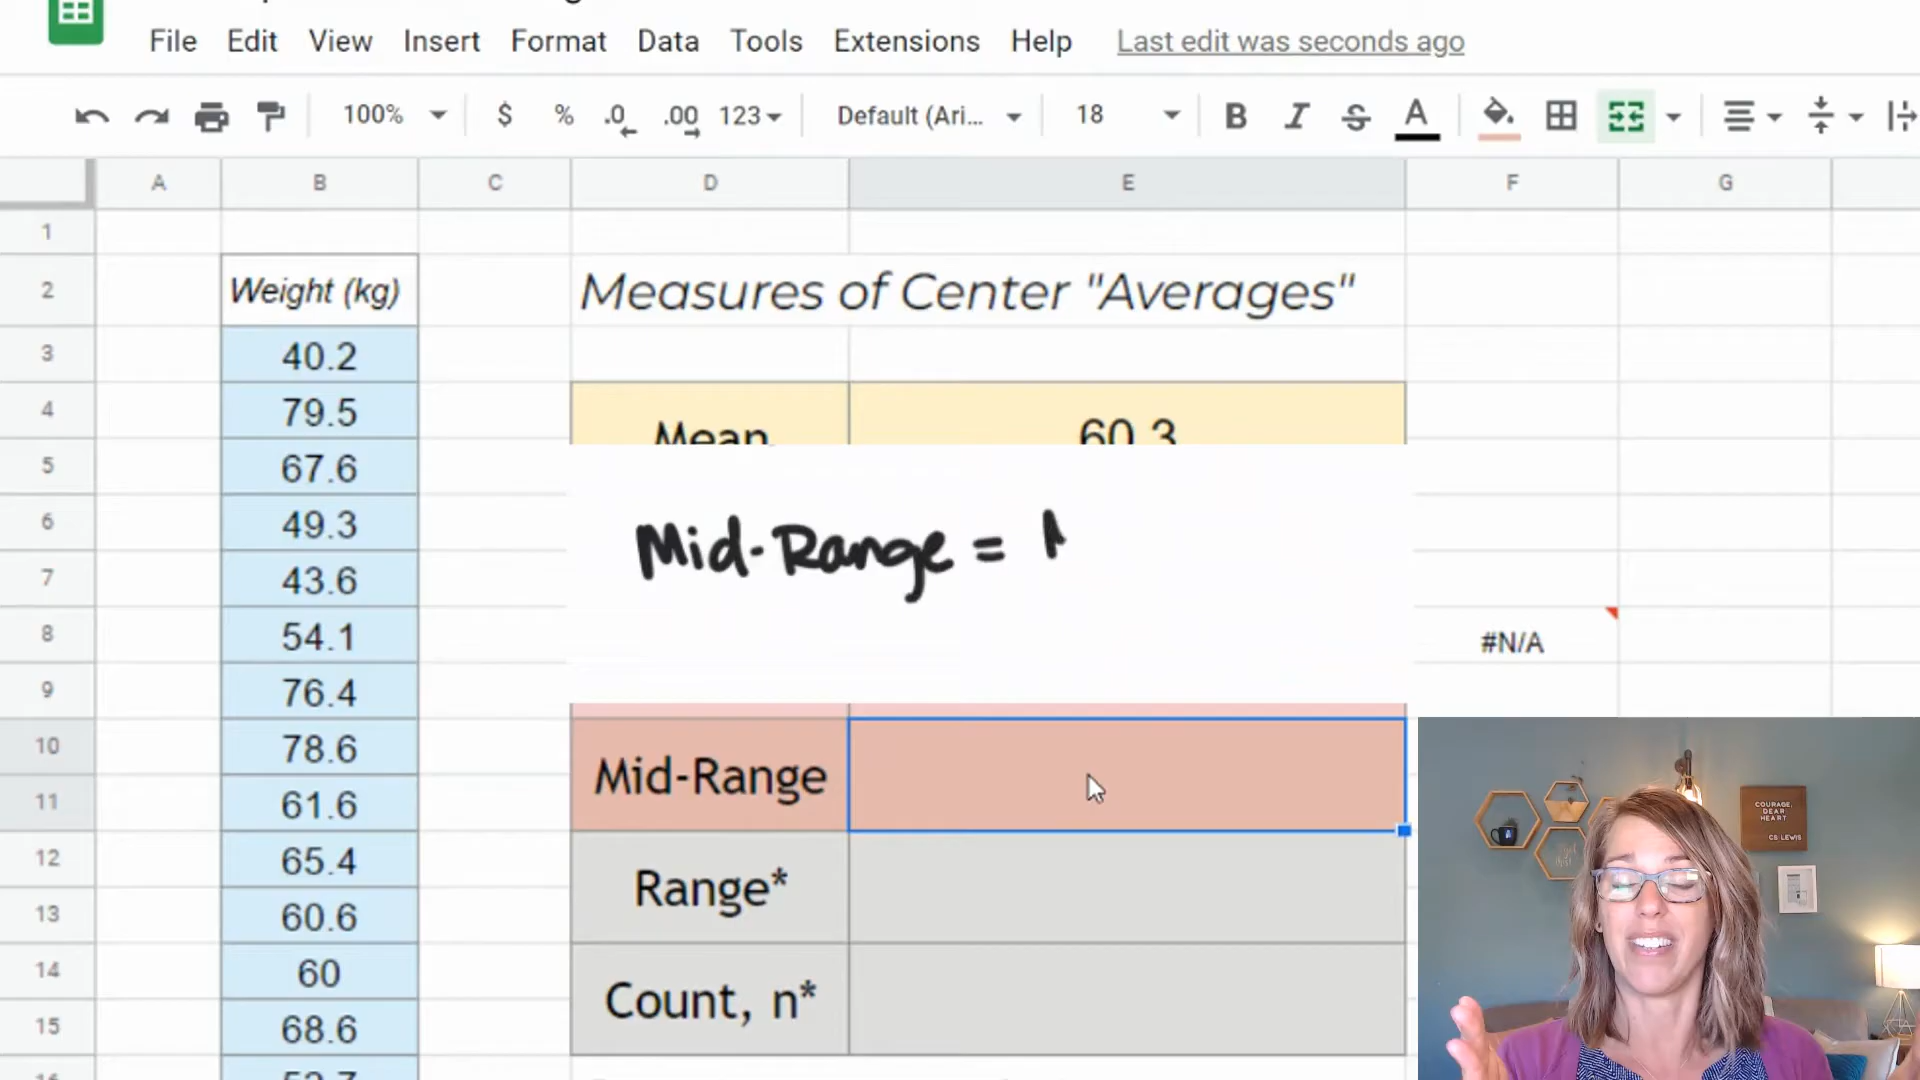 File Edit View Insert Format Data Tools Extensions Help Last edit was seconds ago
100% $ % .0 .00 123 Default (Ari... 18 B I S A
A B C D E F G
1
2 Weight (kg) Measures of Center "Averages"
3 40.2
4 79.5 Mean 60.3
5 67.6
6 49.3 Mid-Range =
7 43.6
8 54.1 #N/A
9 76.4
10 78.6 Mid-Range
11 61.6
12 65.4 Range*
13 60.6
14 60 Count, n*
15 68.6
COURAGE,
DEAR
HEART
CS LEWIS